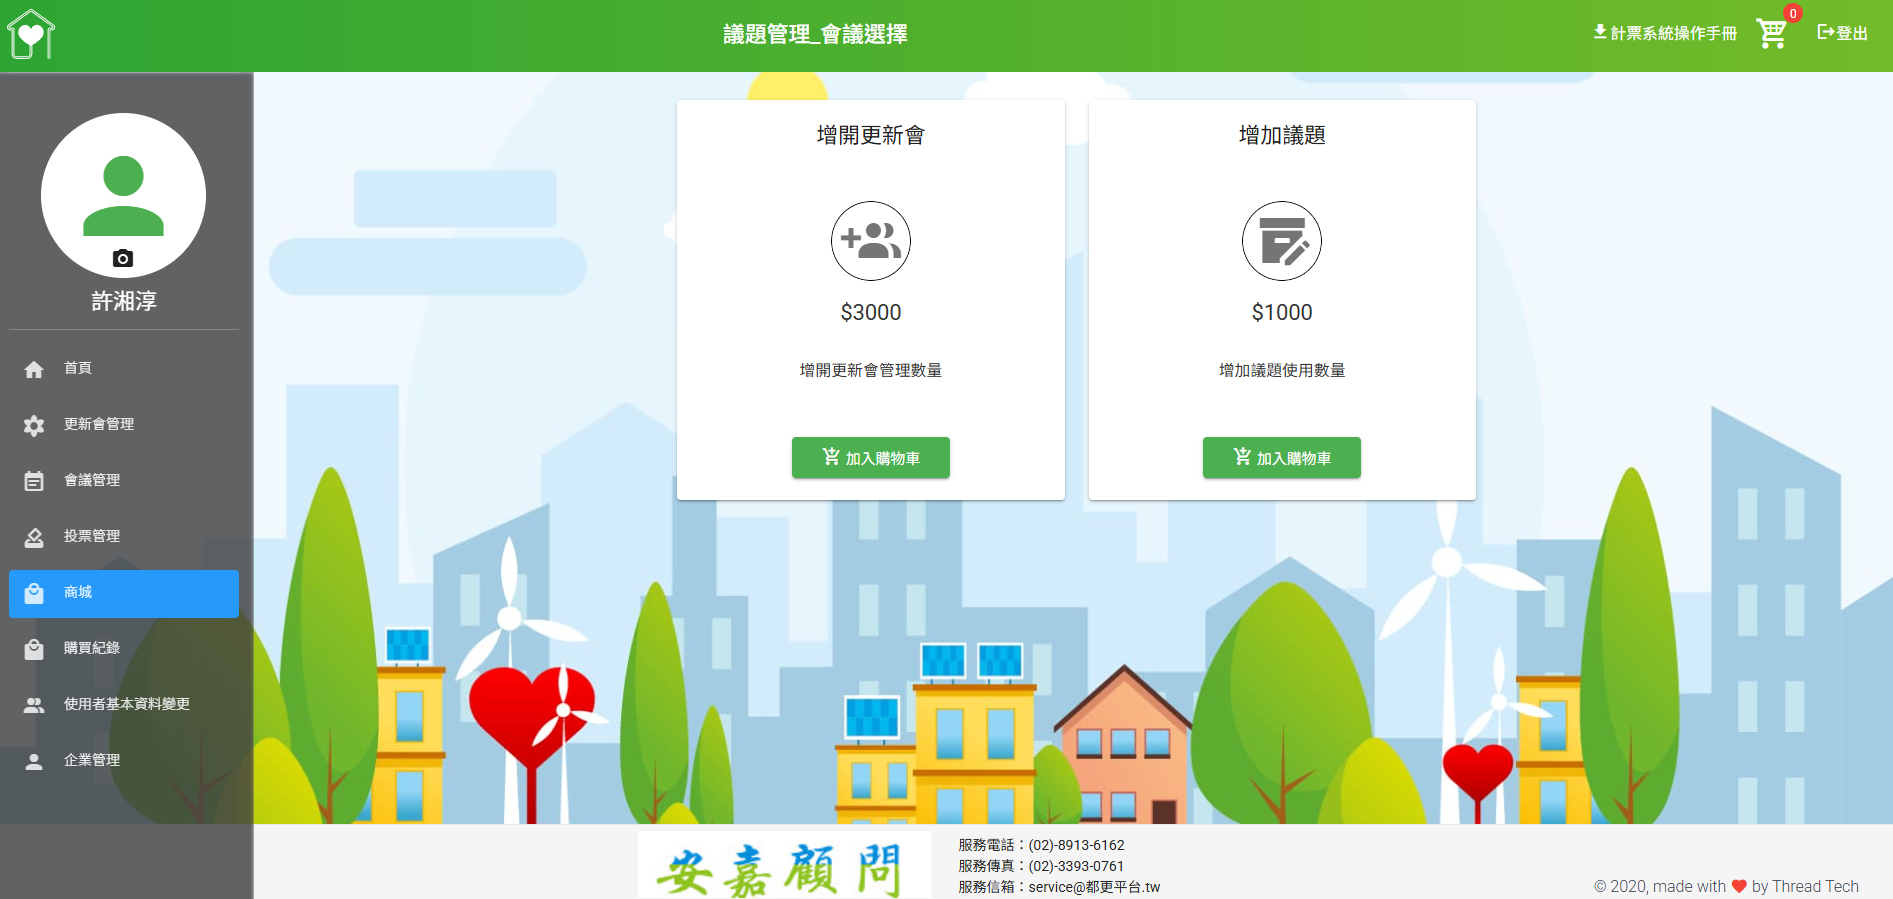 議題管理_會議選擇
計票系統操作手冊
0
登出
許湘淳
首頁
更新會管理
會議管理
投票管理
商城
購買紀錄
使用者基本資料變更
企業管理
增開更新會
$3000
增開更新會管理數量
加入購物車
增加議題
$1000
增加議題使用數量
加入購物車
安嘉顧問
服務電話：(02)-8913-6162
服務傳真：(02)-3393-0761
服務信箱：service@都更平台.tw
© 2020, made with ♥ by Thread Tech